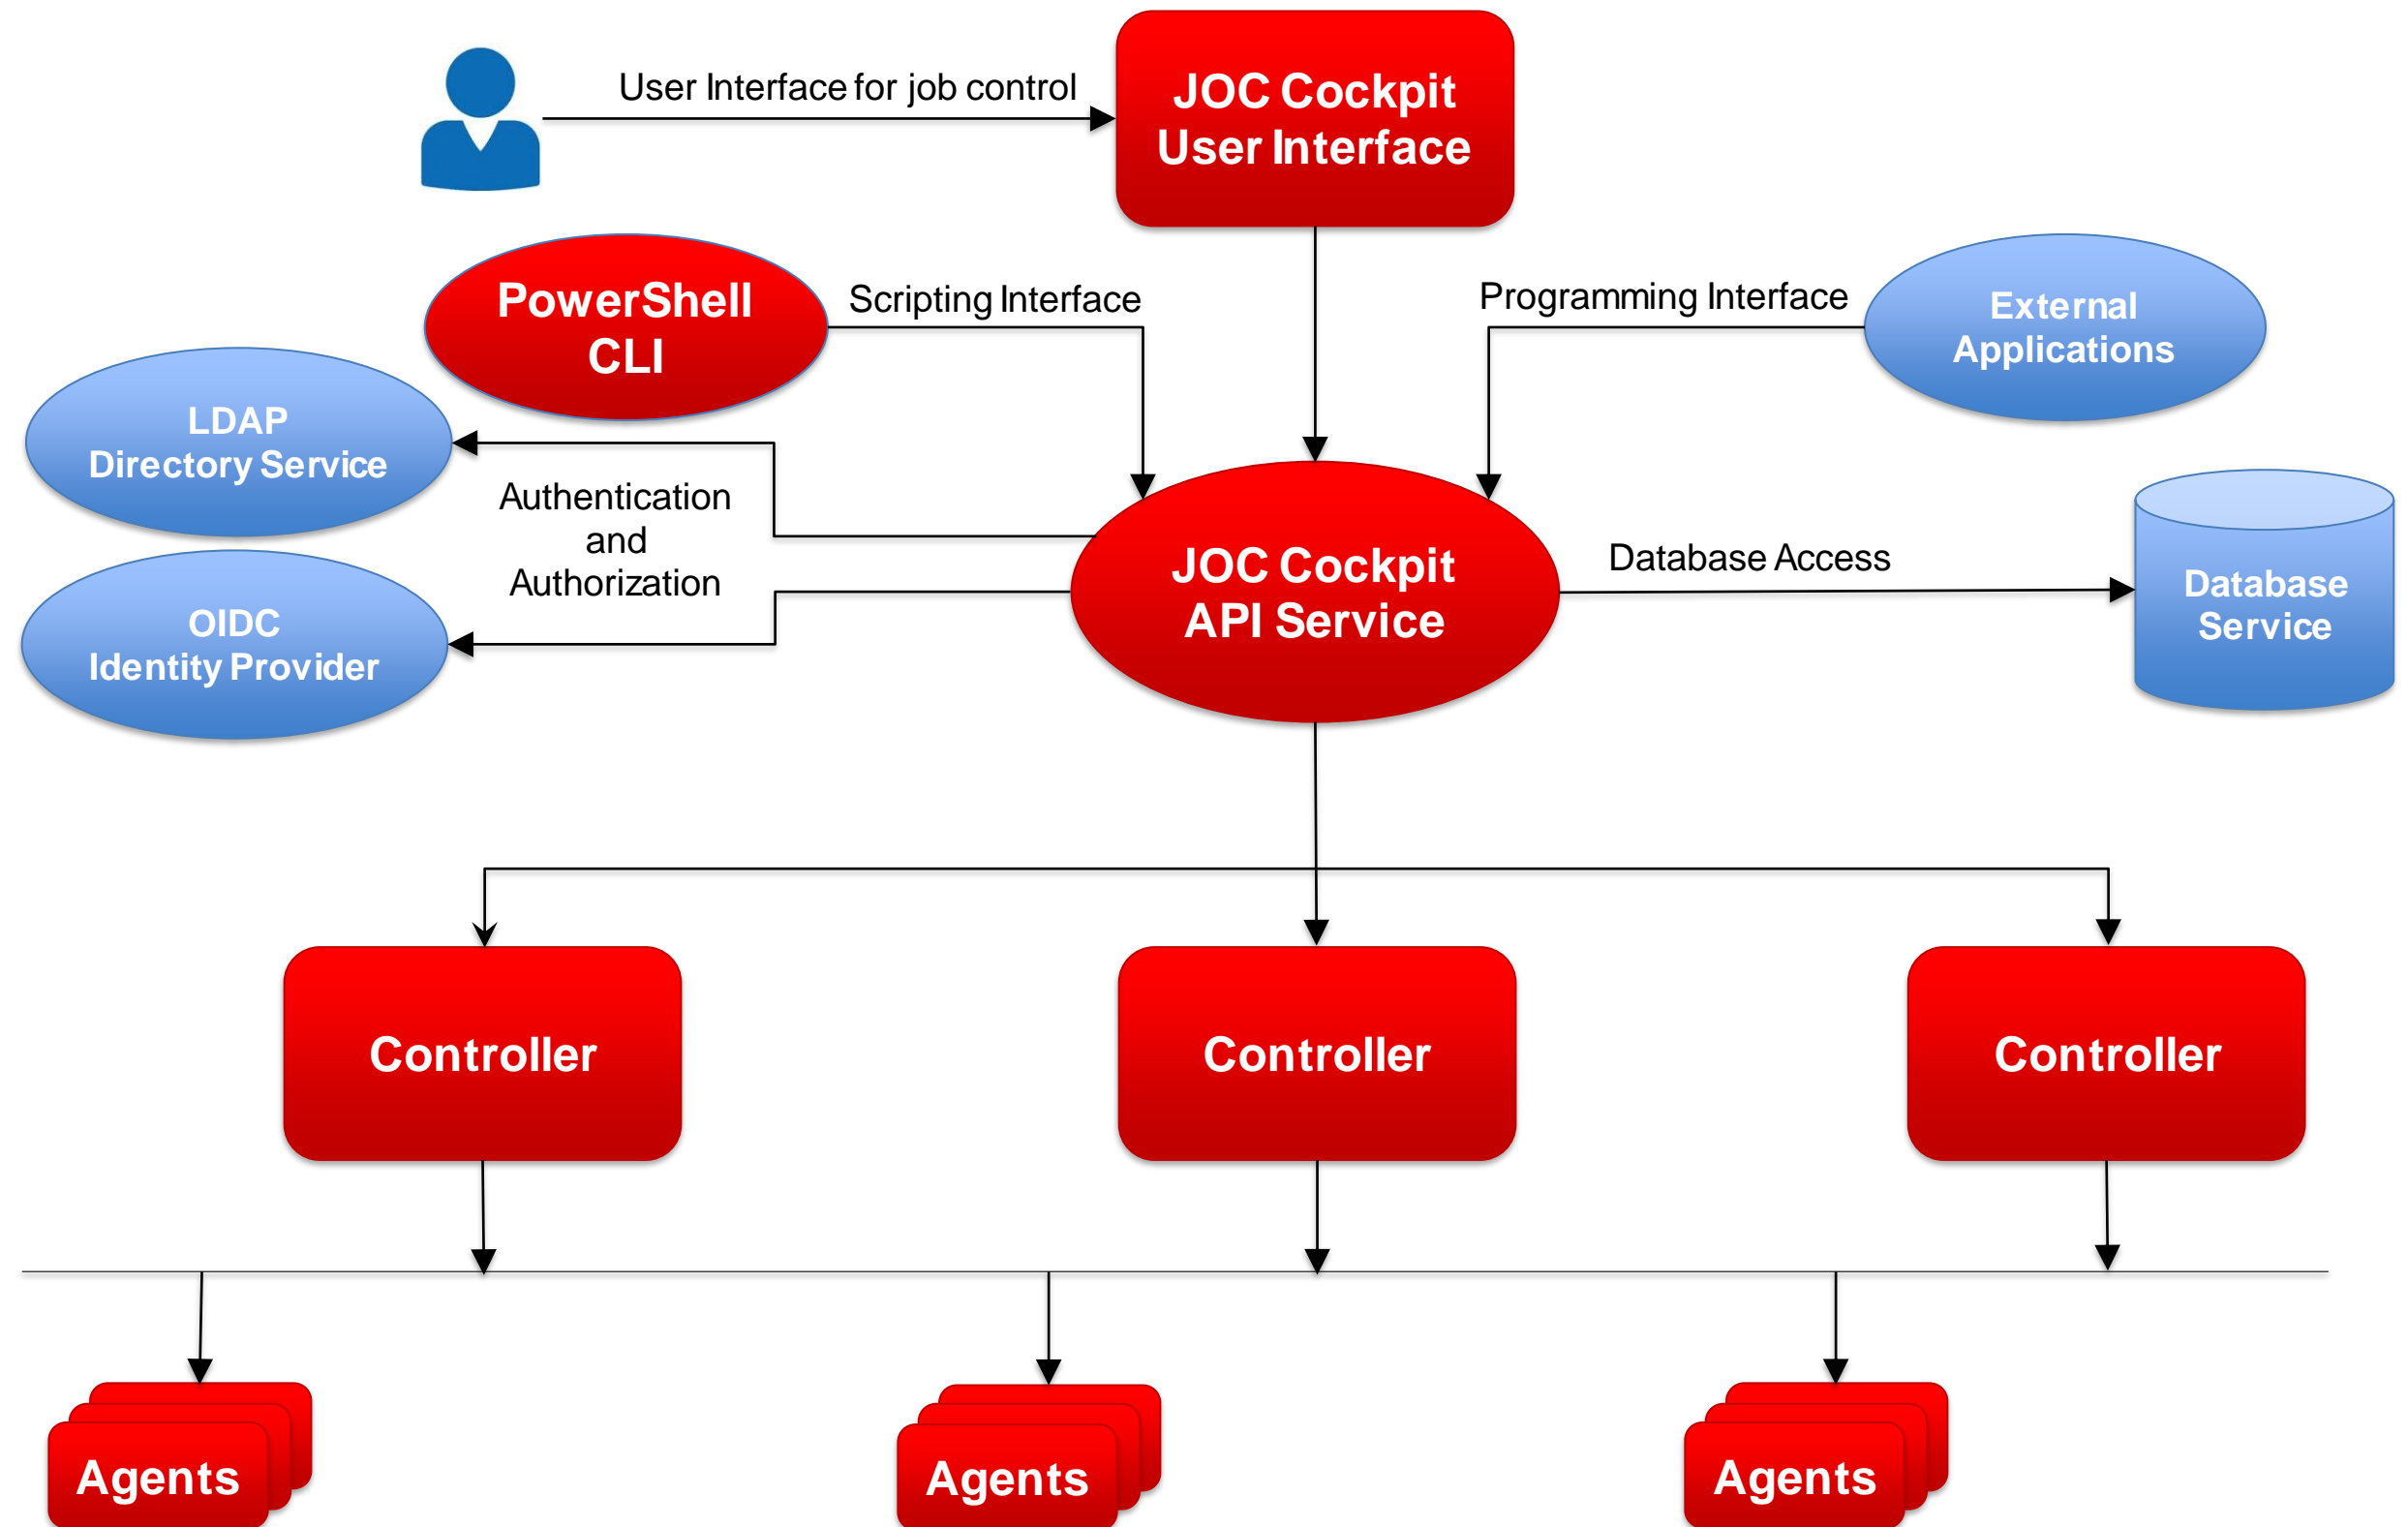 User Interface for job control
JOC Cockpit
User Interface
PowerShell
CLI
Scripting Interface
Programming Interface
External
Applications
LDAP
Directory Service
Authentication
and
Authorization
OIDC
Identity Provider
JOC Cockpit
API Service
Database Access
Database
Service
Controller
Controller
Controller
Agents
Agents
Agents